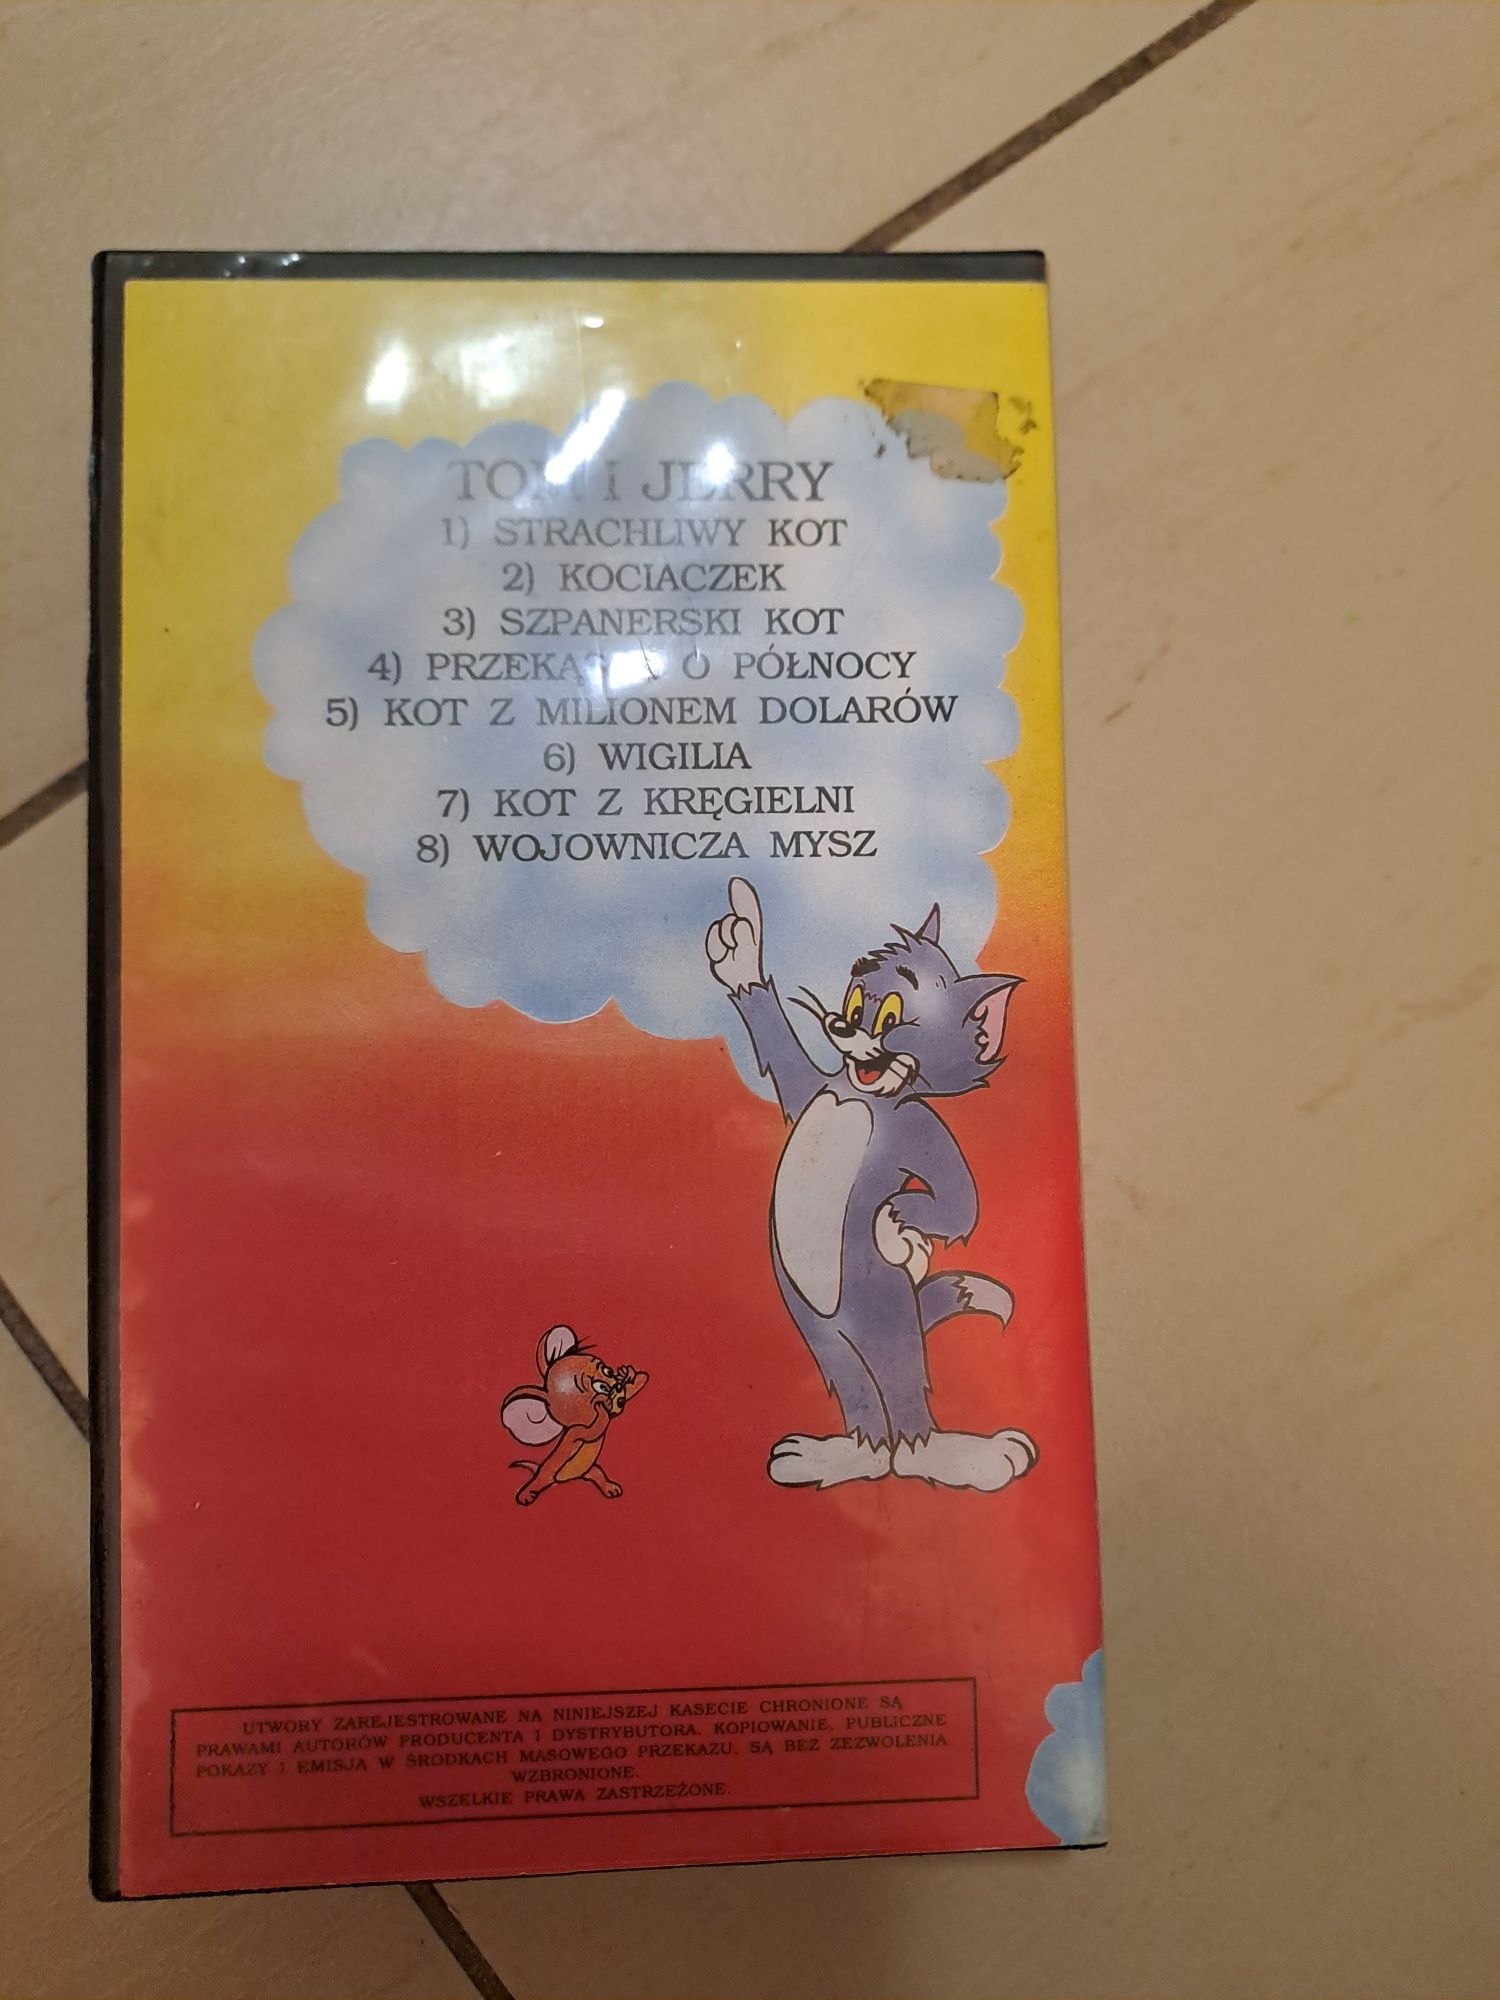 TOM I JERRY
1) STRACHLIWY KOT
2) KOCIACZEK
3) SZPANERSKI KOT
4) O PÓŁNOCY
5) KOT Z MILIONEM DOLARÓW
6) WIGILIA
7) KOT Z KRĘGIELNI
8) WOJOWNICZA MYSZ
UTWORY ZAREJESTROWANE NA NINIEJSZEJ KASECIE CHRONIONE SĄ
PRAWAMI AUTORÓW PRODUCENTA I DYSTRYBUTORA. KOPIOWANIE, PUBLICZNE
POKAZY I EMISJA W ŚRODKACH MASOWEGO PRZEKAZU, SĄ BEZ ZEZWOLENIA
WZBRONIONE.
WSZELKIE PRAWA ZASTRZEŻONE.